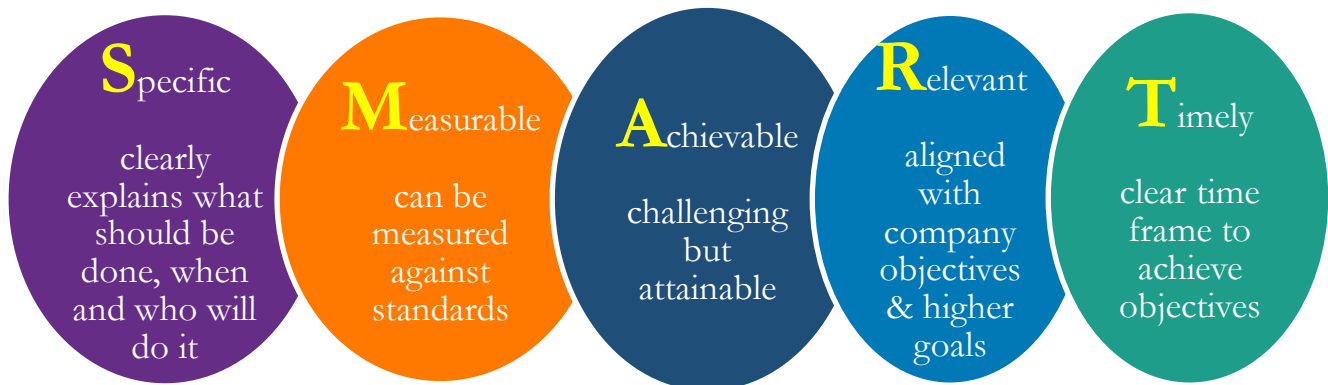 Specific
clearly
explains what
should be
done, when
and who will
do it
Measurable
can be
measured
against
standards
Achievable
challenging
but
attainable
Relevant
aligned
with
company
objectives
& higher
goals
Timely
clear time
frame to
achieve
objectives